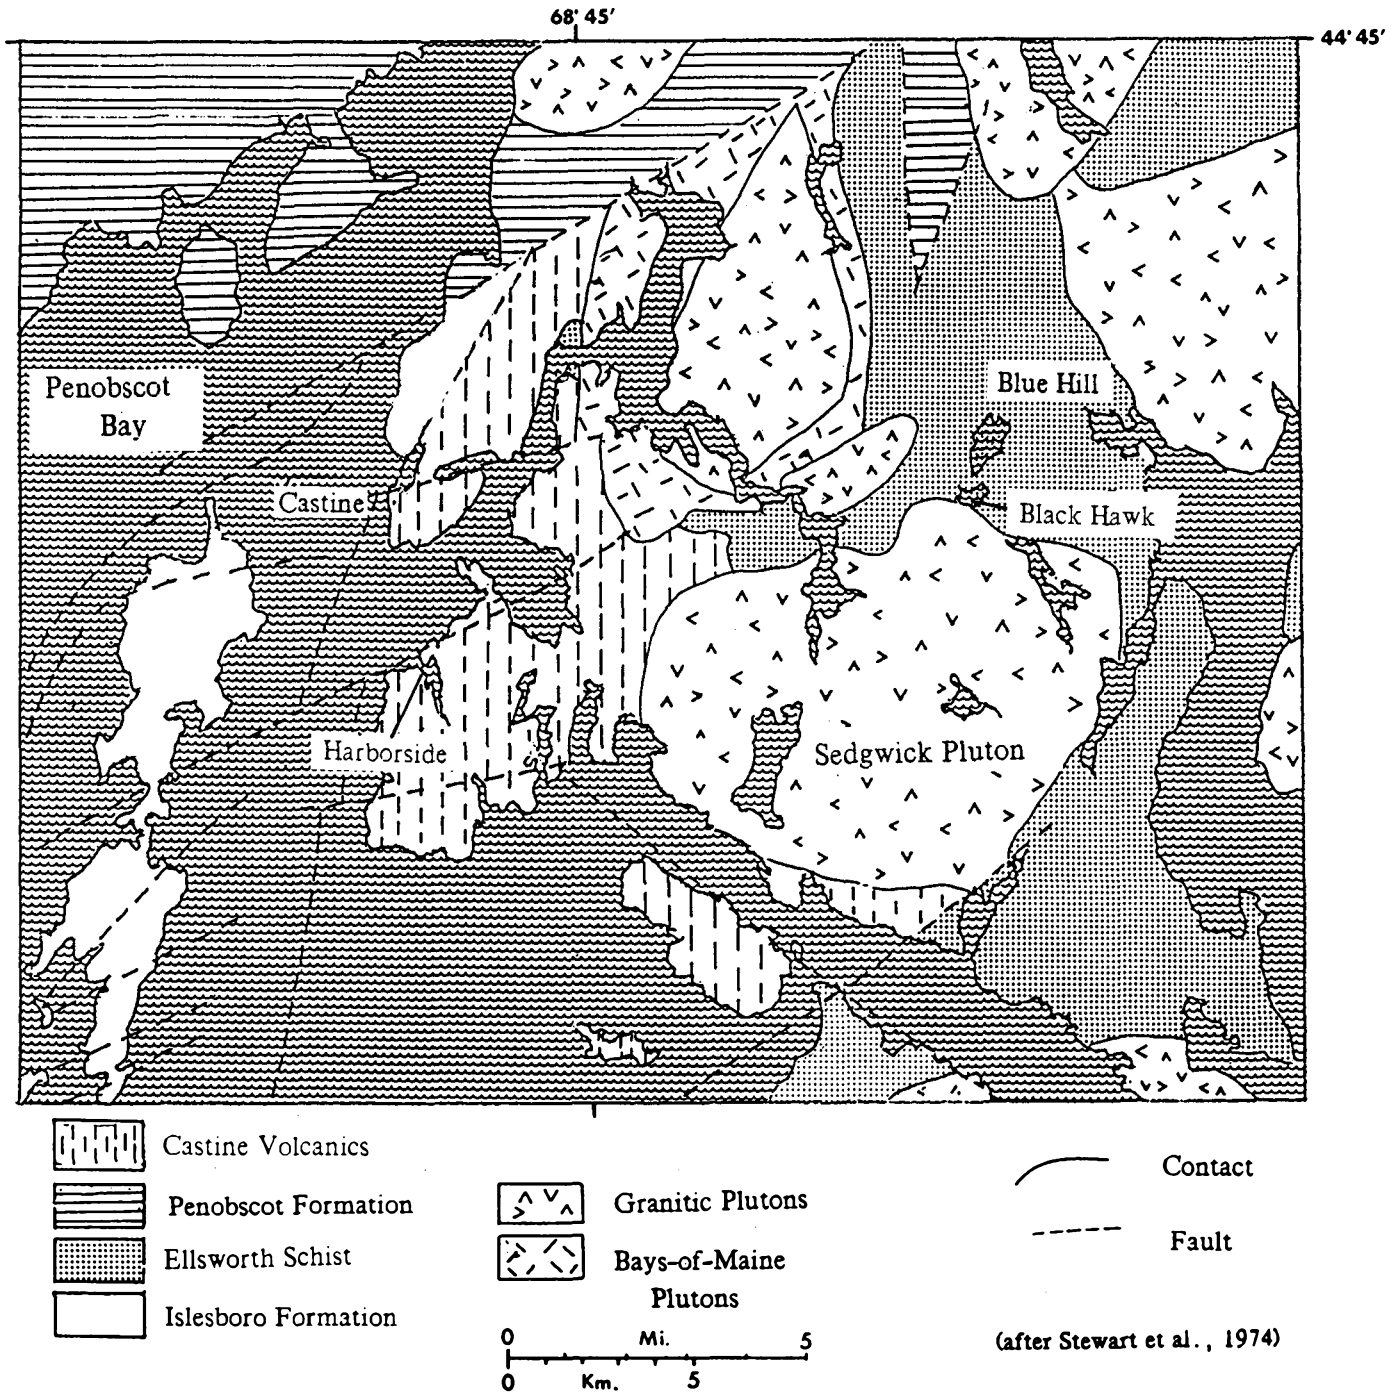 68° 45′
44° 45′
Penobscot
Bay
Blue Hill
Castine
Black Hawk
Harborside
Sedgwick Pluton
Castine Volcanics
Penobscot Formation
Ellsworth Schist
Islesboro Formation
Granitic Plutons
Bays-of-Maine
Plutons
Contact
Fault
0 Mi. 5
0 Km. 5
(after Stewart et al., 1974)